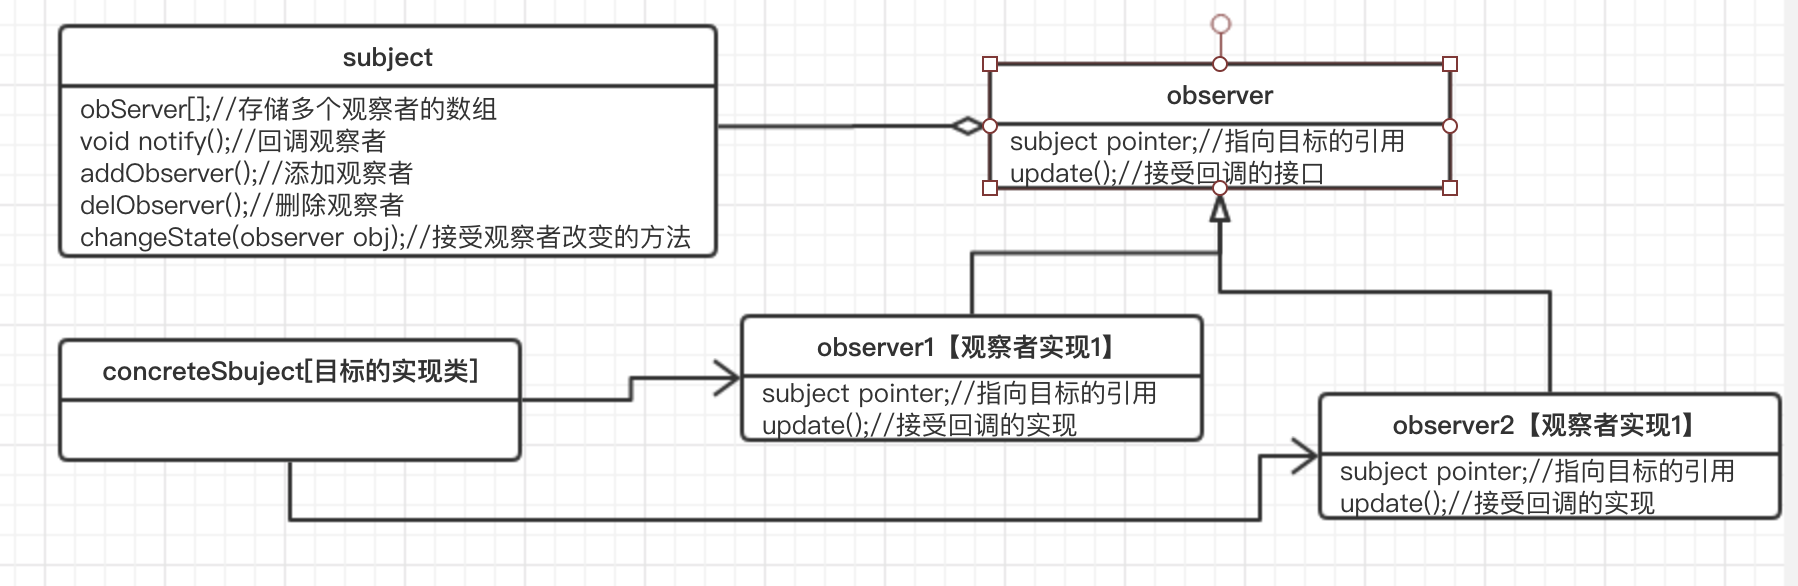 subject
obServer[];//存储多个观察者的数组
void notify();//回调观察者
addObserver();//添加观察者
delObserver();//删除观察者
changeState(observer obj);//接受观察者改变的方法
observer
subject pointer;//指向目标的引用
update();//接受回调的接口
concreteSbuject[目标的实现类]
observer1【观察者实现1】
subject pointer;//指向目标的引用
update();//接受回调的实现
observer2【观察者实现1】
subject pointer;//指向目标的引用
update();//接受回调的实现